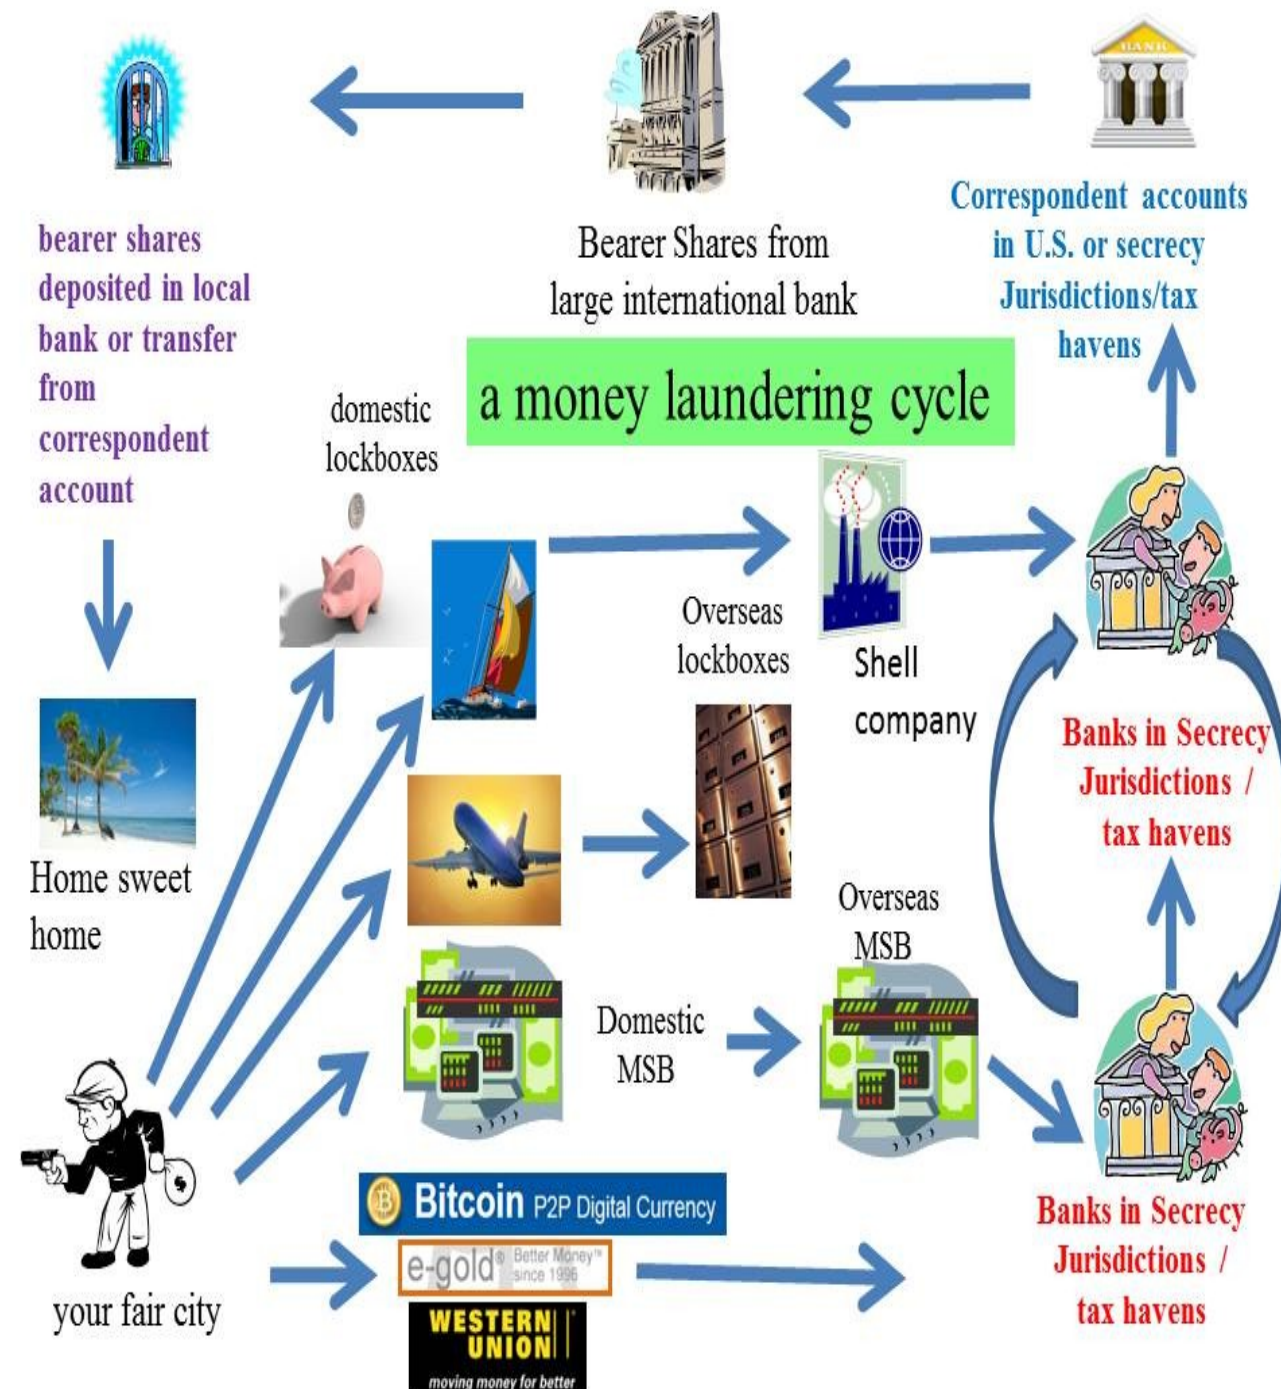 BANK
Correspondent accounts
in U.S. or secrecy
Jurisdictions/tax
havens
Bearer Shares from
large international bank
bearer shares
deposited in local
bank or transfer
from
correspondent
account
a money laundering cycle
domestic
lockboxes
Overseas
lockboxes
Shell
company
Banks in Secrecy
Jurisdictions /
tax havens
Home sweet
home
Overseas
MSB
Domestic
MSB
Bitcoin P2P Digital Currency
e-gold® Better Money™
since 1996
WESTERN
UNION
moving money for better
Banks in Secrecy
Jurisdictions /
tax havens
$
your fair city